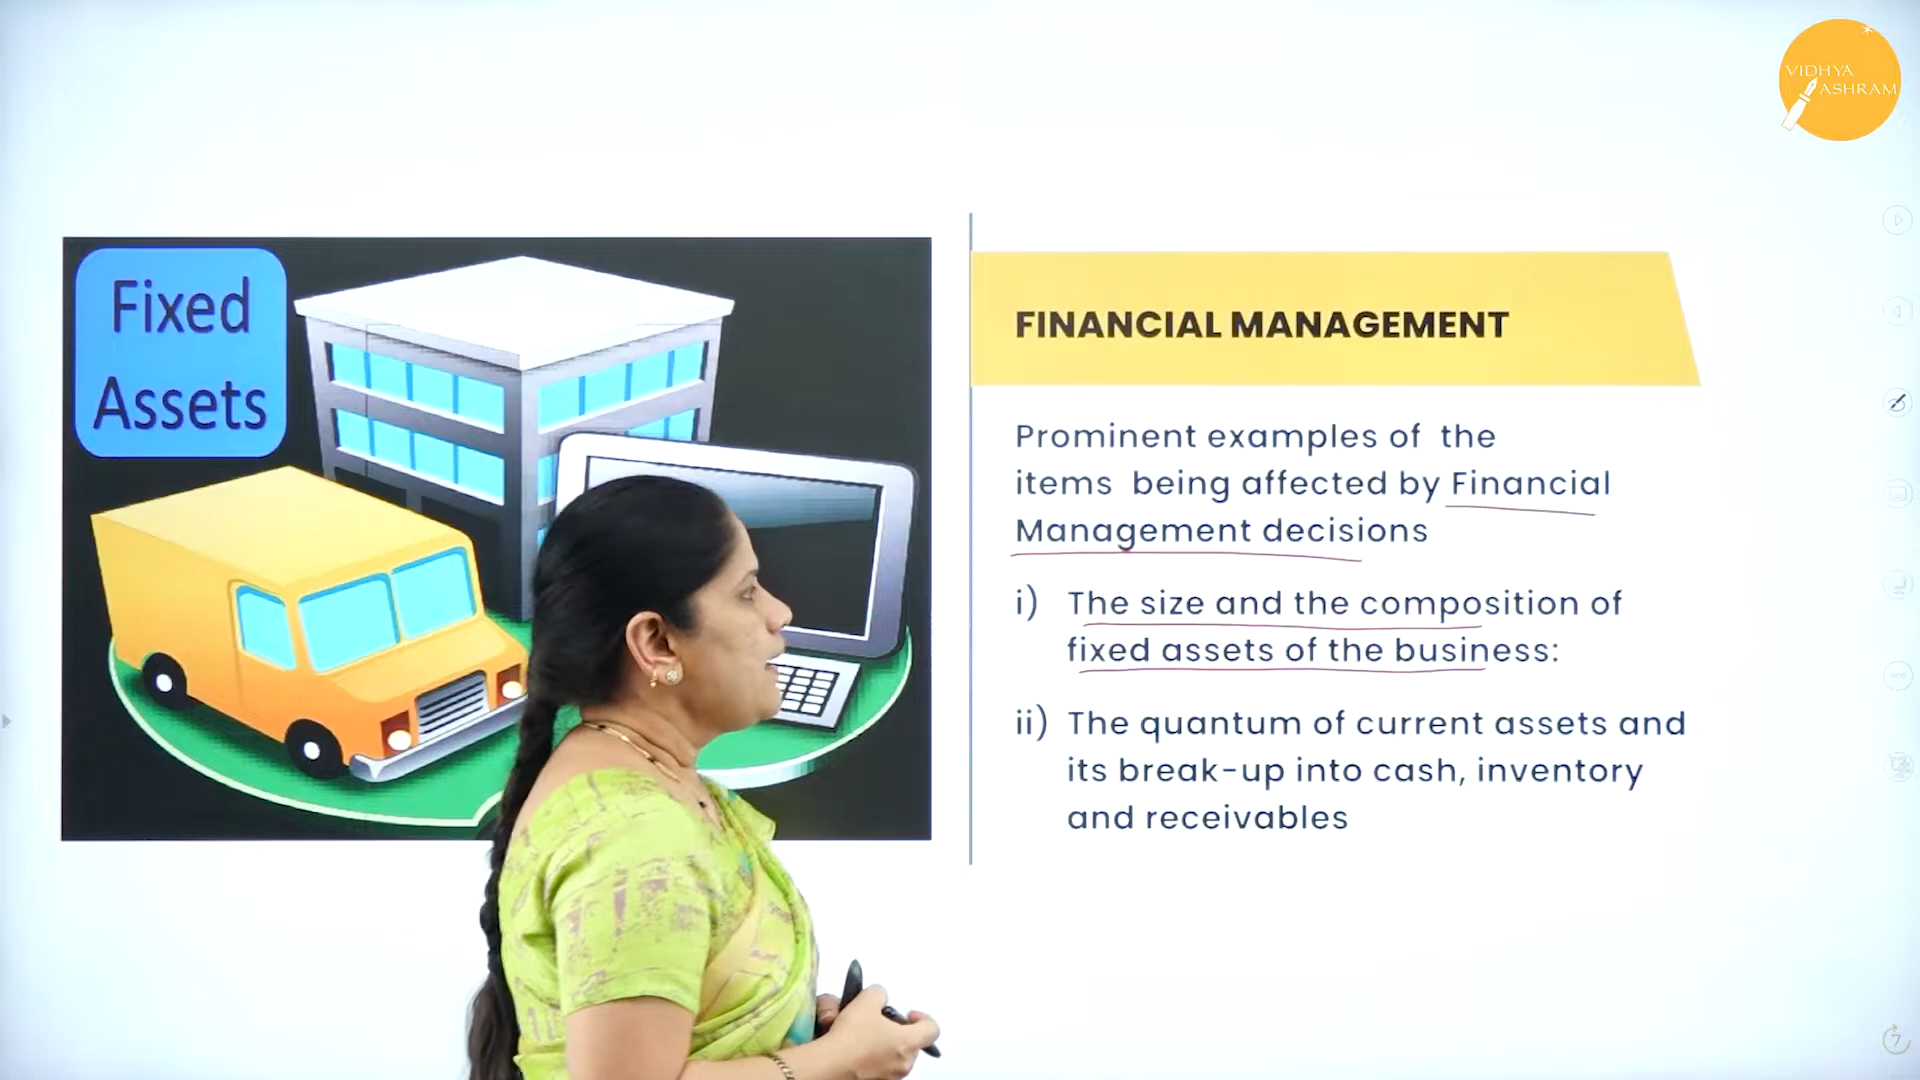 VIDHYA
ASHRAM
Fixed
Assets
FINANCIAL MANAGEMENT
Prominent examples of the
items being affected by Financial
Management decisions
i) The size and the composition of
fixed assets of the business:
ii) The quantum of current assets and
its break-up into cash, inventory
and receivables
7